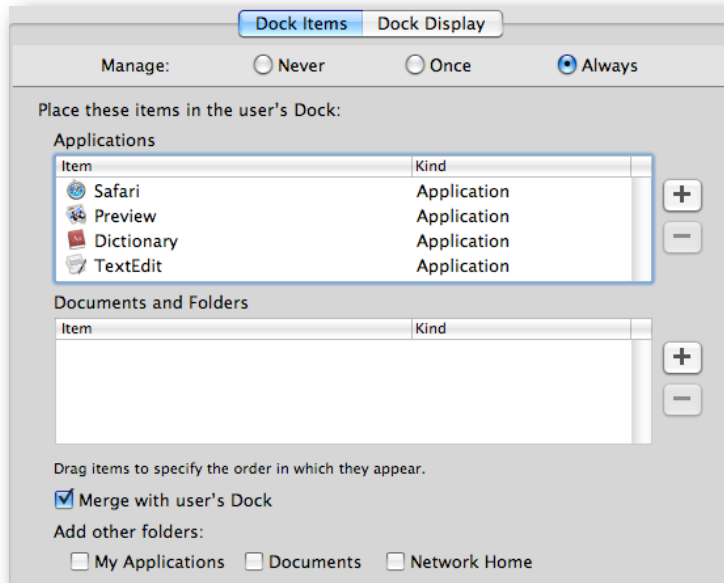 Dock Items Dock Display
Manage: Never Once Always
Place these items in the user's Dock:
Applications
Item Kind
Safari Application
Preview Application
Dictionary Application
TextEdit Application
Documents and Folders
Item Kind
Drag items to specify the order in which they appear.
Merge with user's Dock
Add other folders:
My Applications Documents Network Home